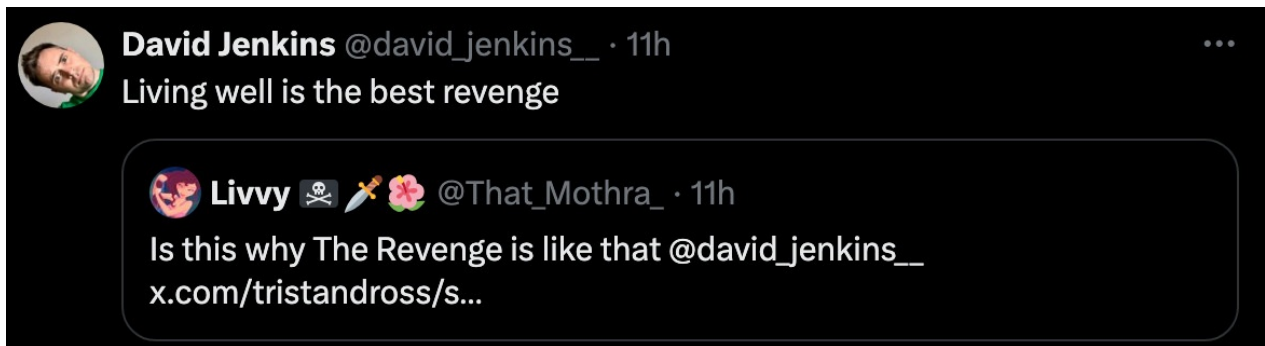 David Jenkins @david_jenkins__ · 11h
Living well is the best revenge
Livvy 🏴‍☠️🗡️🌺 @That_Mothra_ · 11h
Is this why The Revenge is like that @david_jenkins__
x.com/tristandross/s...